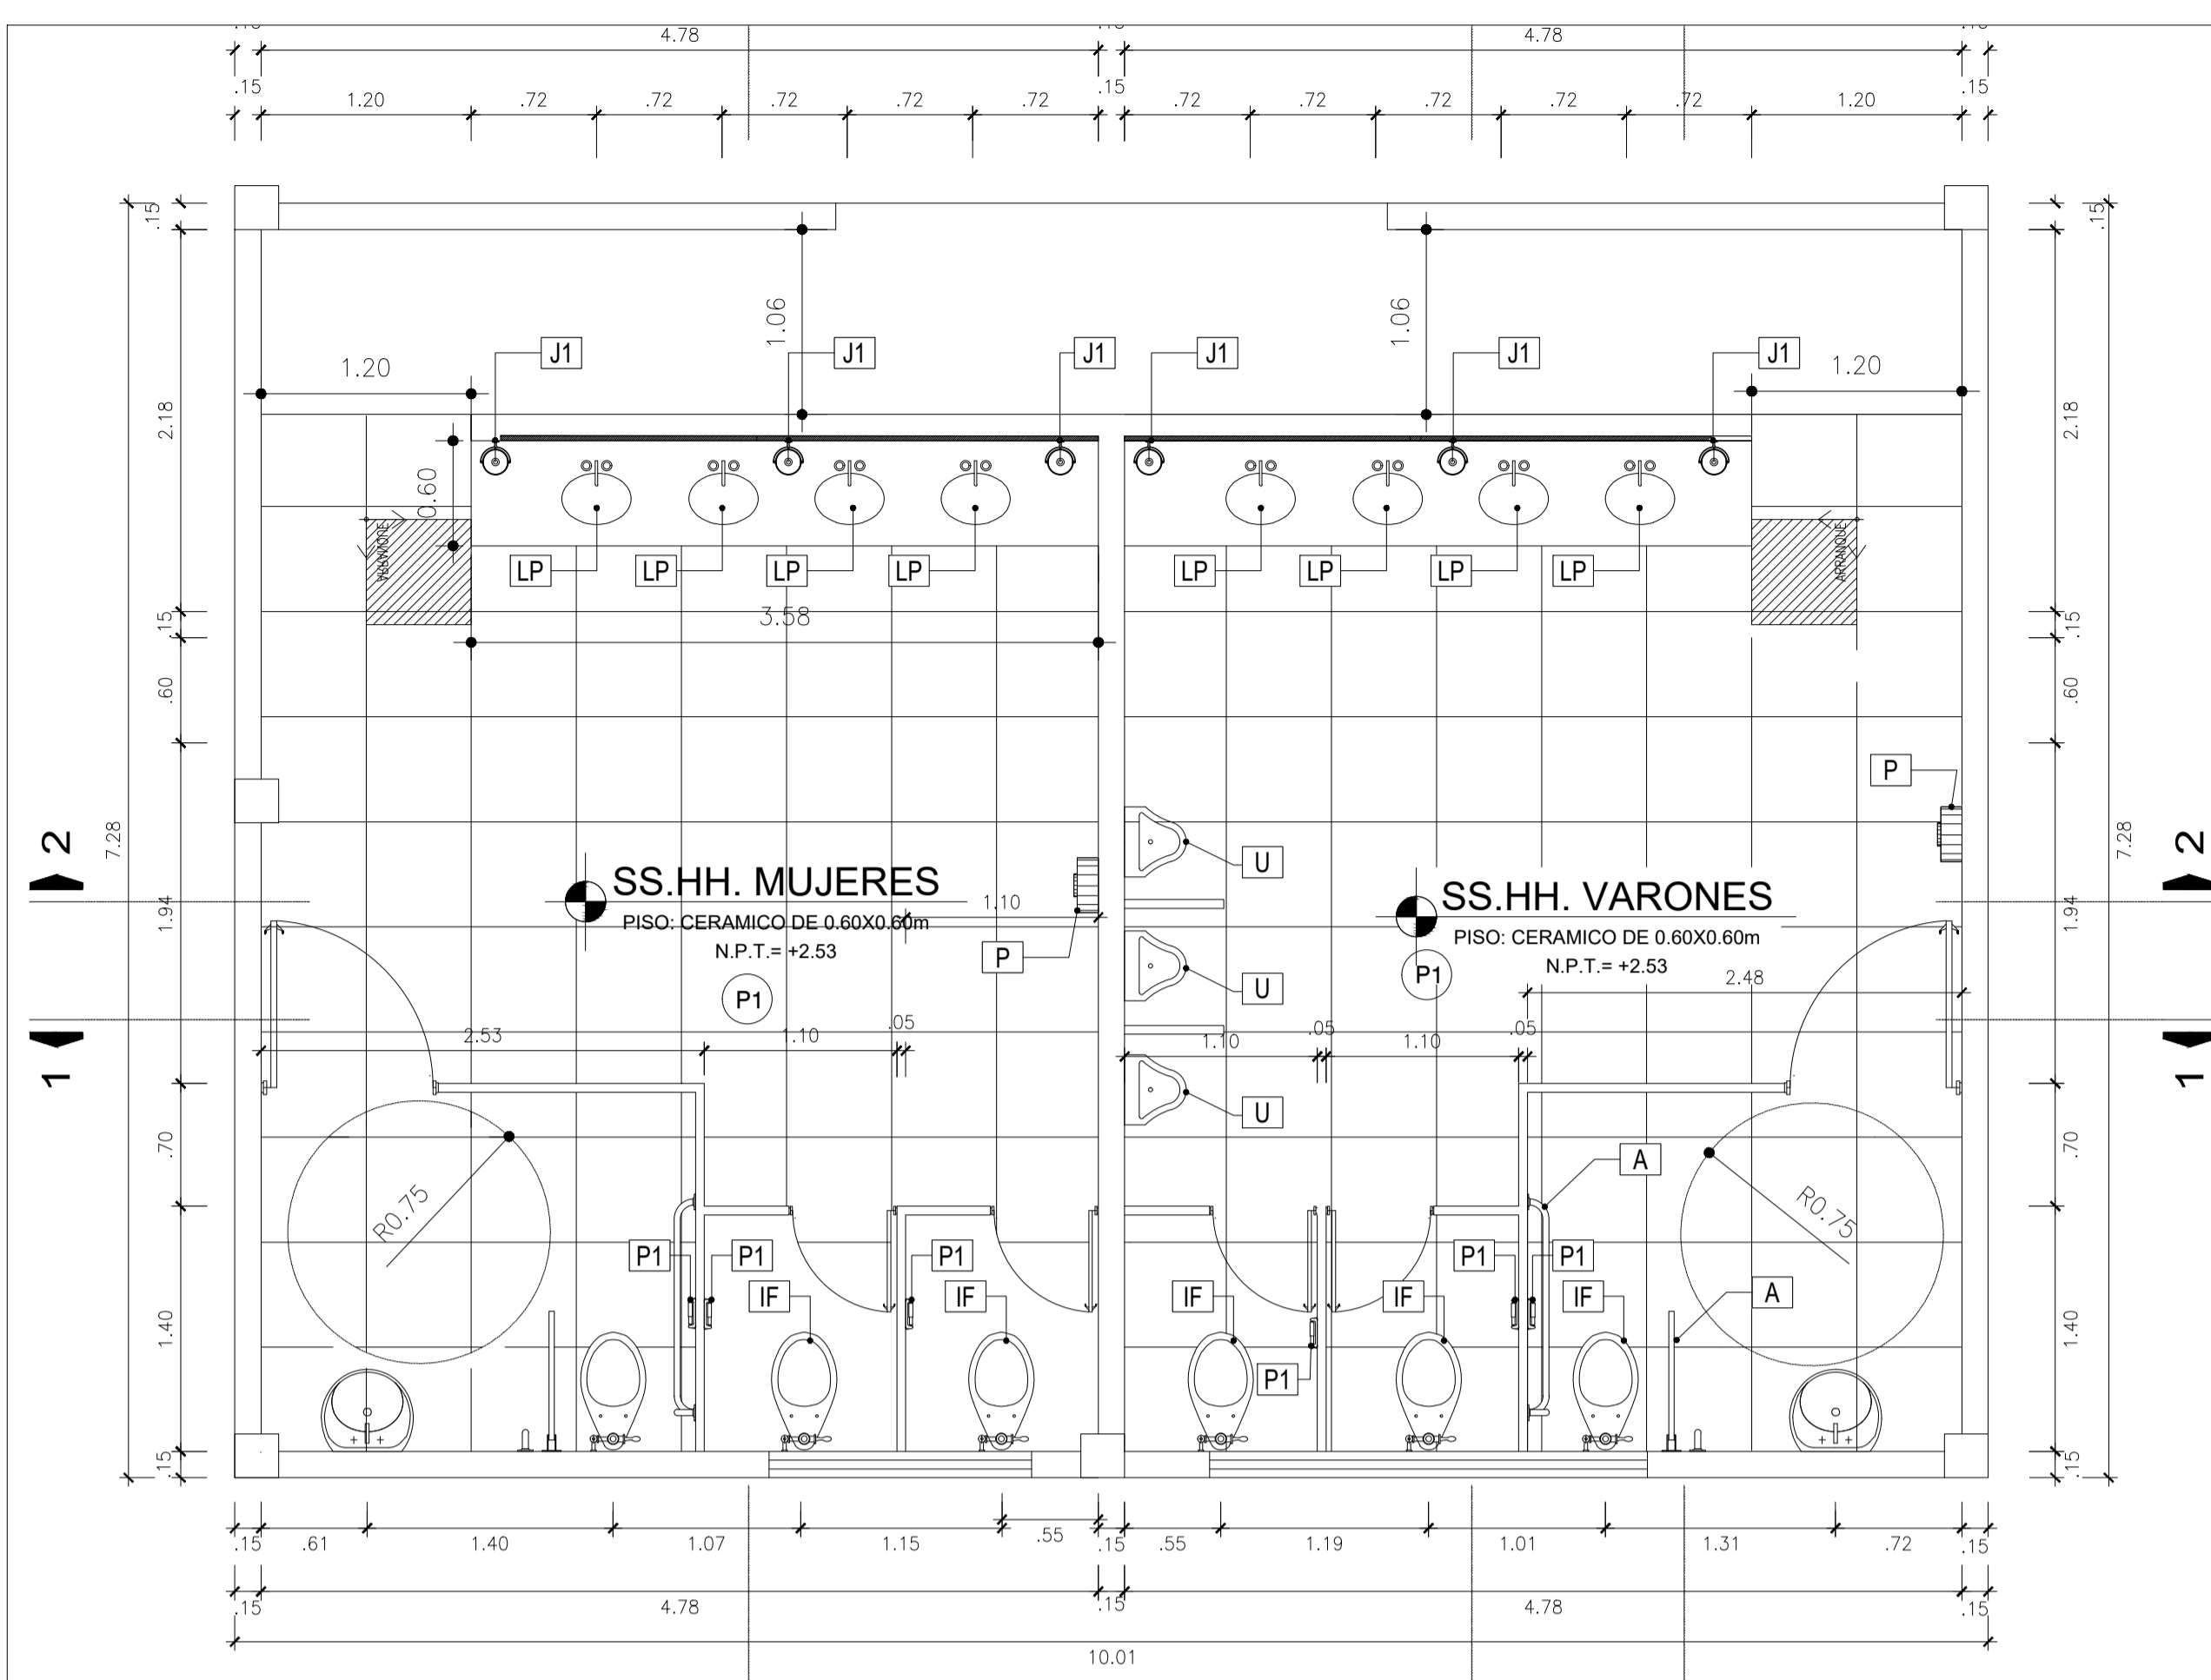 4.78 4.78
.15 1.20 .72 .72 .72 .72 .72 .15 .72 .72 .72 .72 .72 1.20 .15
.15 .15
1.06 1.06
J1 J1 J1 J1 J1 J1
1.20 1.20
2.18 2.18
0.60
ARRANQUE ARRANQUE
LP LP LP LP LP LP LP LP
3.58
.15 .15
.60 .60
P
2 7.28 7.28 2
U
SS.HH. MUJERES
PISO: CERAMICO DE 0.60X0.60m
N.P.T.= +2.53
P1
1.10
P
SS.HH. VARONES
PISO: CERAMICO DE 0.60X0.60m
N.P.T.= +2.53
P1
1.94 1.94
U
2.48
2.53 1.10 .05 1.10 .05 1.10 .05
1 1
U
.70 .70
A
R0.75 R0.75
P1 P1 P1 P1 P1
IF IF IF IF IF A
1.40 1.40
P1
.15 .15
.15 .61 1.40 1.07 1.15 .55 .15 .55 1.19 1.01 1.31 .72 .15
.15 4.78 .15 4.78 .15
10.01